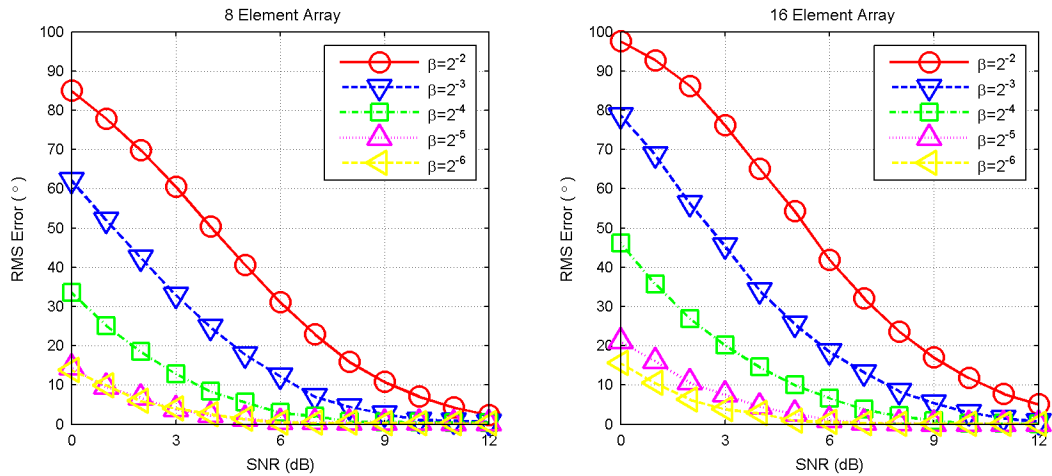 8 Element Array
100
90
80
70
60
50
40
30
20
10
0
0
3
6
9
12
RMS Error ( ° )
SNR (dB)
β=2⁻²
β=2⁻³
β=2⁻⁴
β=2⁻⁵
β=2⁻⁶
16 Element Array
100
90
80
70
60
50
40
30
20
10
0
0
3
6
9
12
RMS Error ( ° )
SNR (dB)
β=2⁻²
β=2⁻³
β=2⁻⁴
β=2⁻⁵
β=2⁻⁶